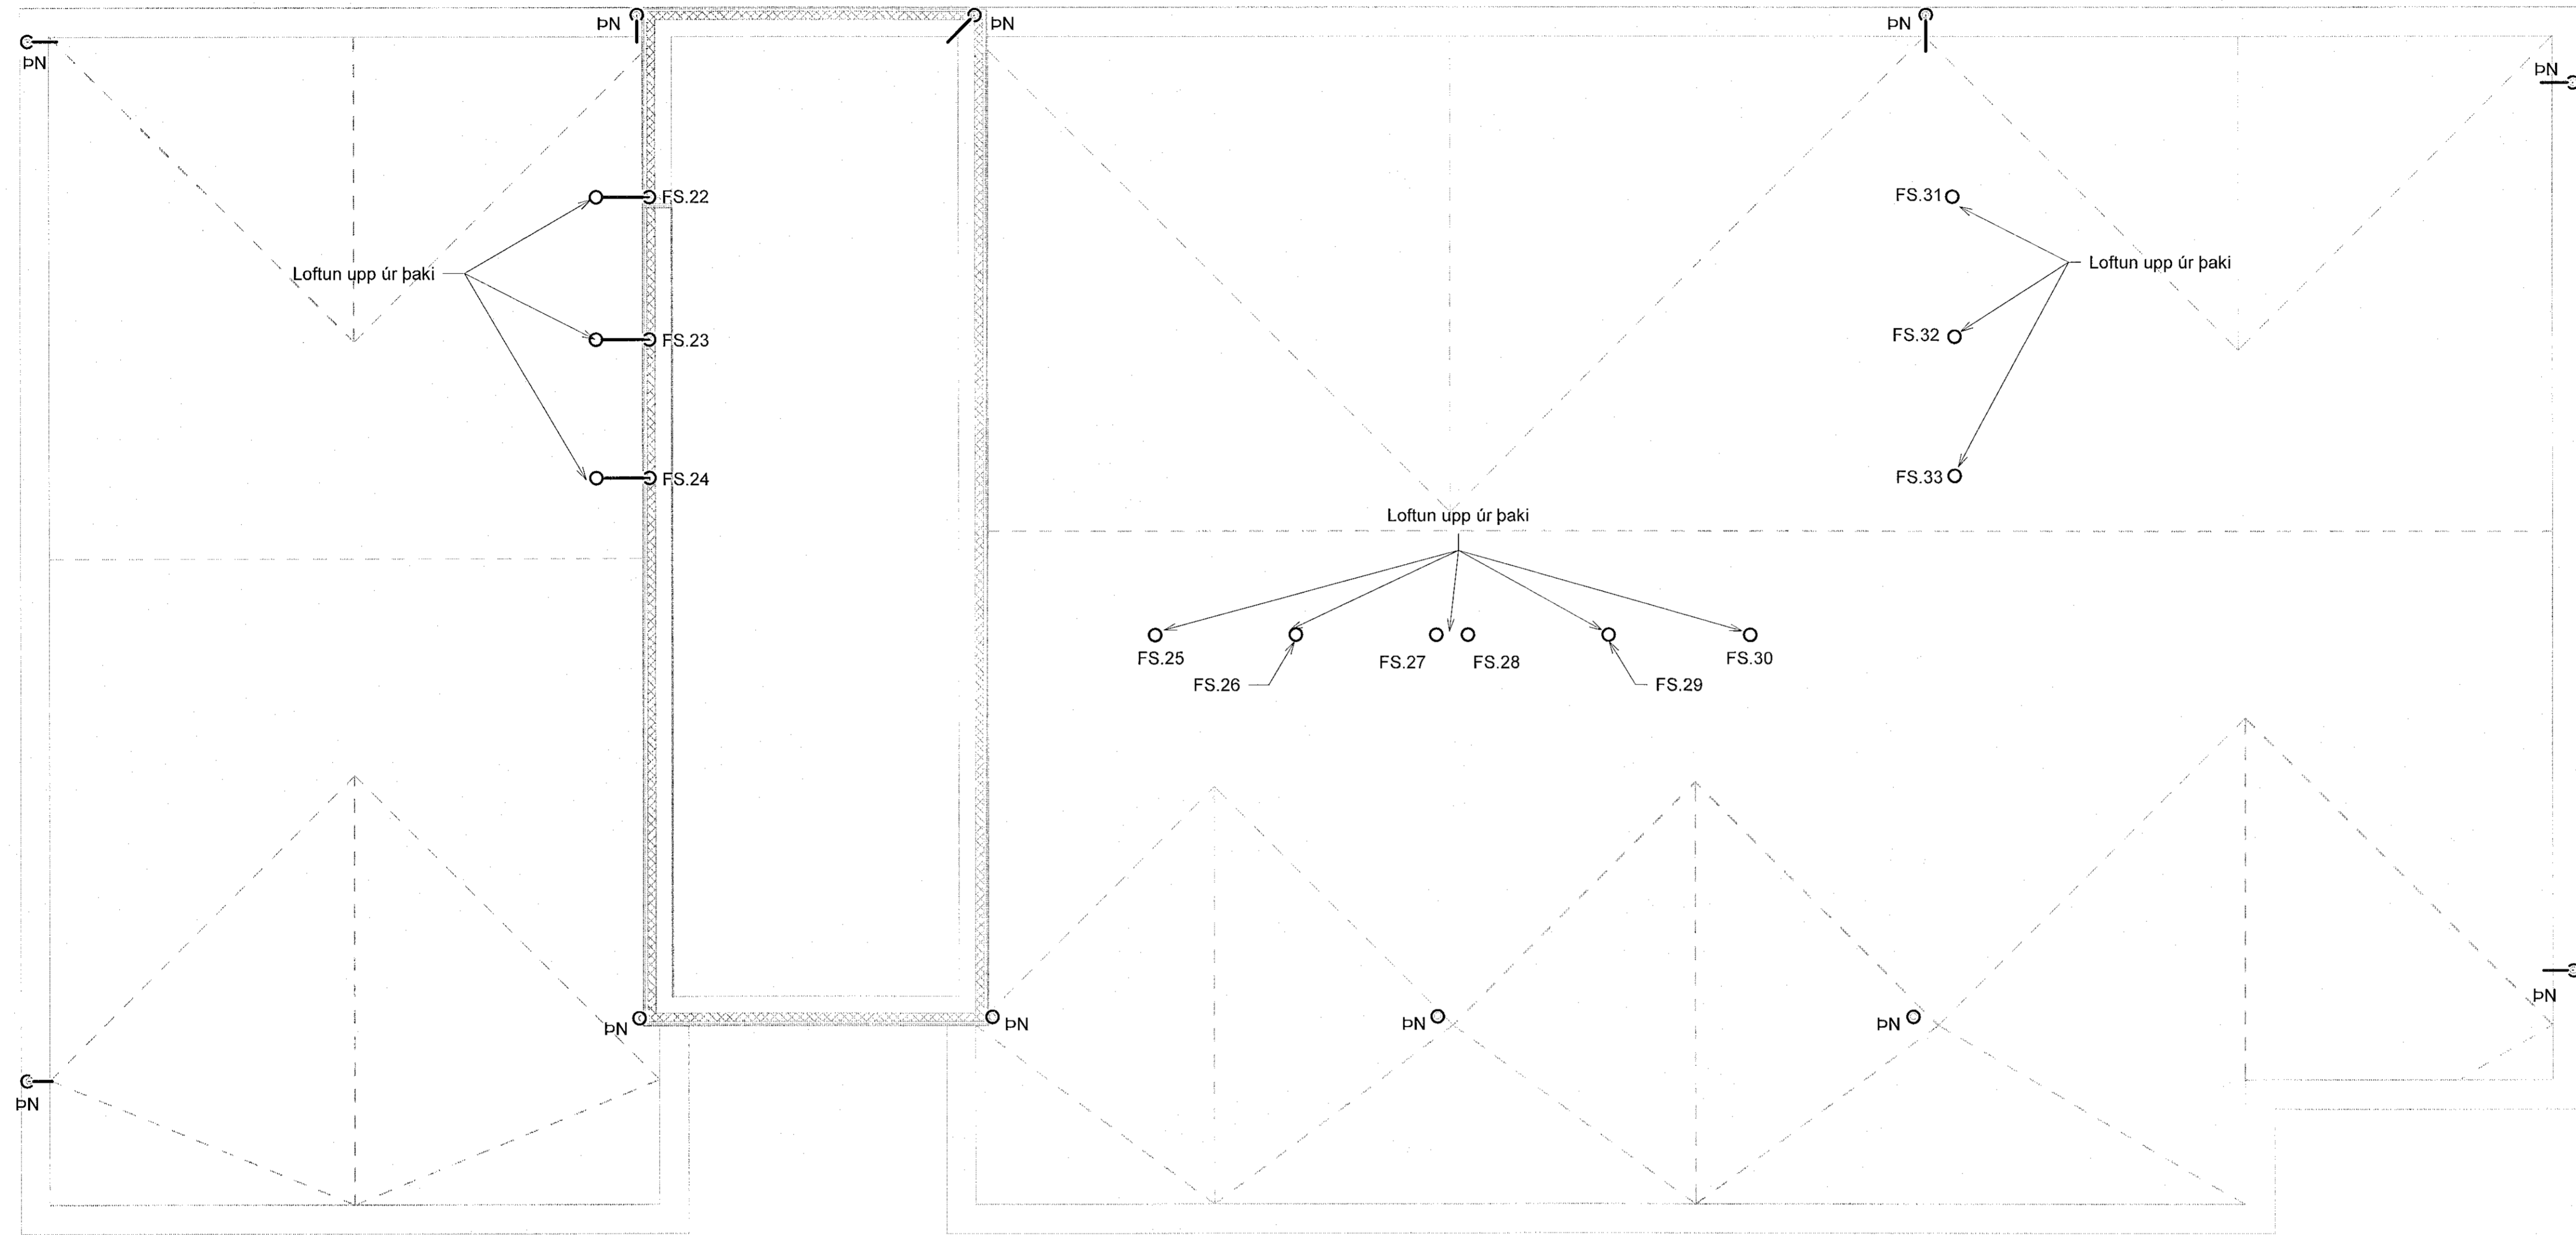 ÞN
ÞN
ÞN
ÞN
ÞN
FS.22
FS.31
Loftun upp úr þaki
Loftun upp úr þaki
FS.23
FS.32
FS.24
FS.33
Loftun upp úr þaki
FS.25
FS.27
FS.28
FS.30
FS.26
FS.29
ÞN
ÞN
ÞN
ÞN
ÞN
ÞN